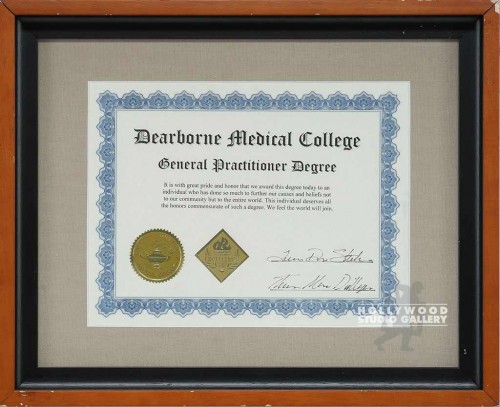 Dearborne Medical College
General Practitioner Degree
It is with great pride and honor that we award this degree today to an
individual who has done so much to further our causes and beliefs not
to our community but to the entire world. This individual deserves all
the honors commensurate of such a degree. We feel the world will join.
HOLLYWOOD
STUDIO GALLERY